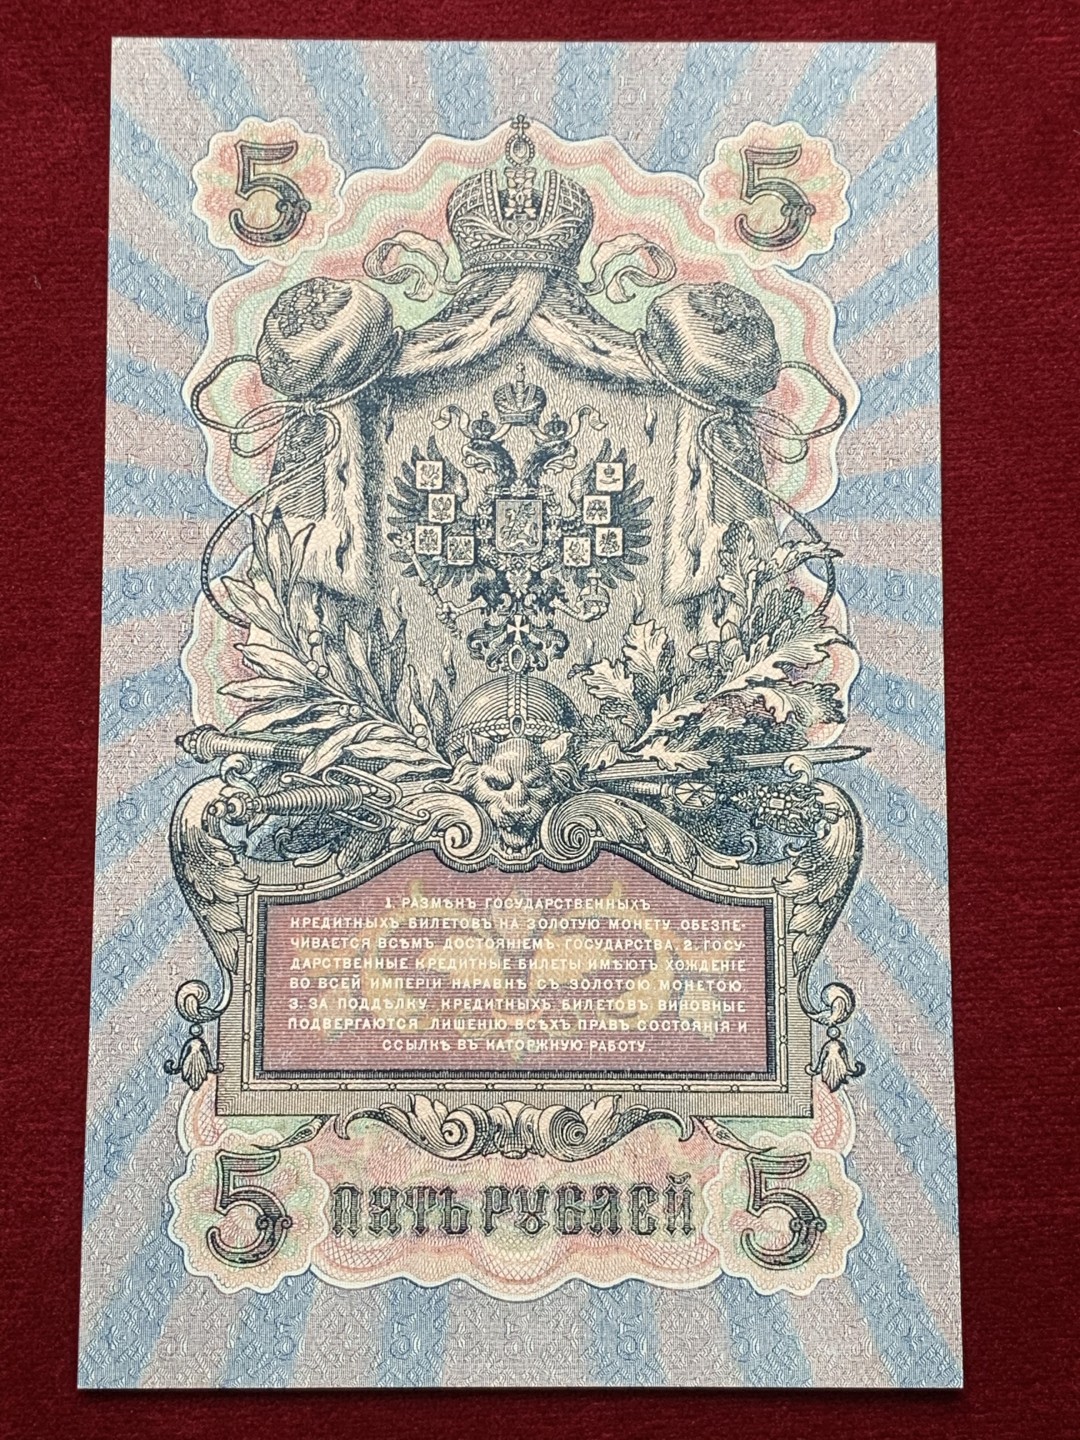 5 5
1. РАЗМѢНЪ ГОСУДАРСТВЕННЫХЪ
КРЕДИТНЫХЪ БИЛЕТОВЪ НА ЗОЛОТУЮ МОНЕТУ ОБЕЗПЕ-
ЧИВАЕТСЯ ВСѢМЪ ДОСТОЯНІЕМЪ ГОСУДАРСТВА. 2. ГОСУ-
ДАРСТВЕННЫЕ КРЕДИТНЫЕ БИЛЕТЫ ИМѢЮТЪ ХОЖДЕНІЕ
ВО ВСЕЙ ИМПЕРІИ НАРАВНѢ СЪ ЗОЛОТОЮ МОНЕТОЮ.
3. ЗА ПОДДѢЛКУ КРЕДИТНЫХЪ БИЛЕТОВЪ ВИНОВНЫЕ
ПОДВЕРГАЮТСЯ ЛИШЕНІЮ ВСѢХЪ ПРАВЪ СОСТОЯНІЯ И
ССЫЛКѢ ВЪ КАТОРЖНУЮ РАБОТУ.
5 ПЯТЬ РУБЛЕЙ 5